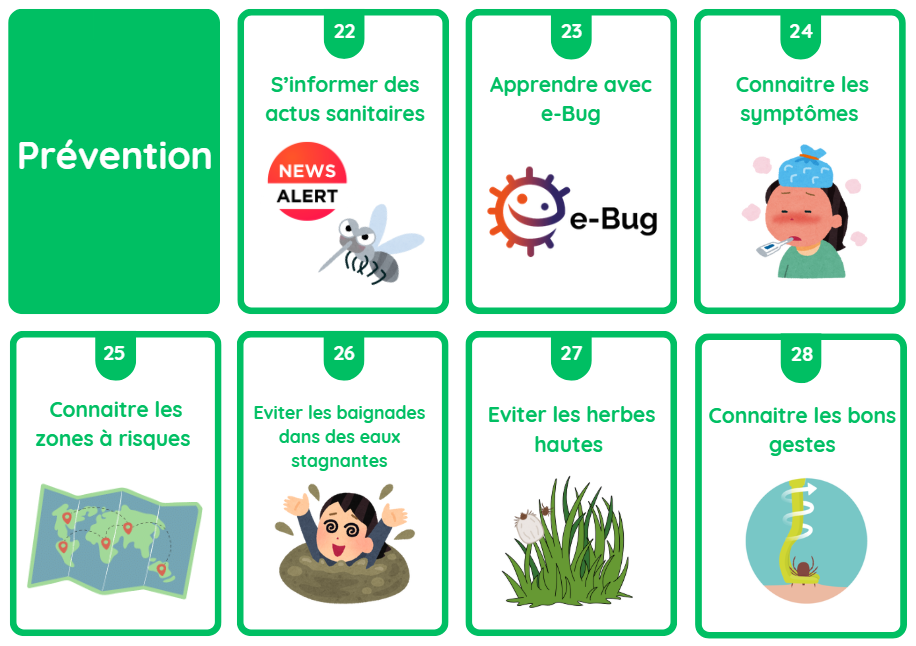 Prévention
22
S'informer des
actus sanitaires
NEWS
ALERT
23
Apprendre avec
e-Bug
e-Bug
24
Connaitre les
symptômes
25
Connaitre les
zones à risques
26
Eviter les baignades
dans des eaux
stagnantes
27
Eviter les herbes
hautes
28
Connaitre les bons
gestes